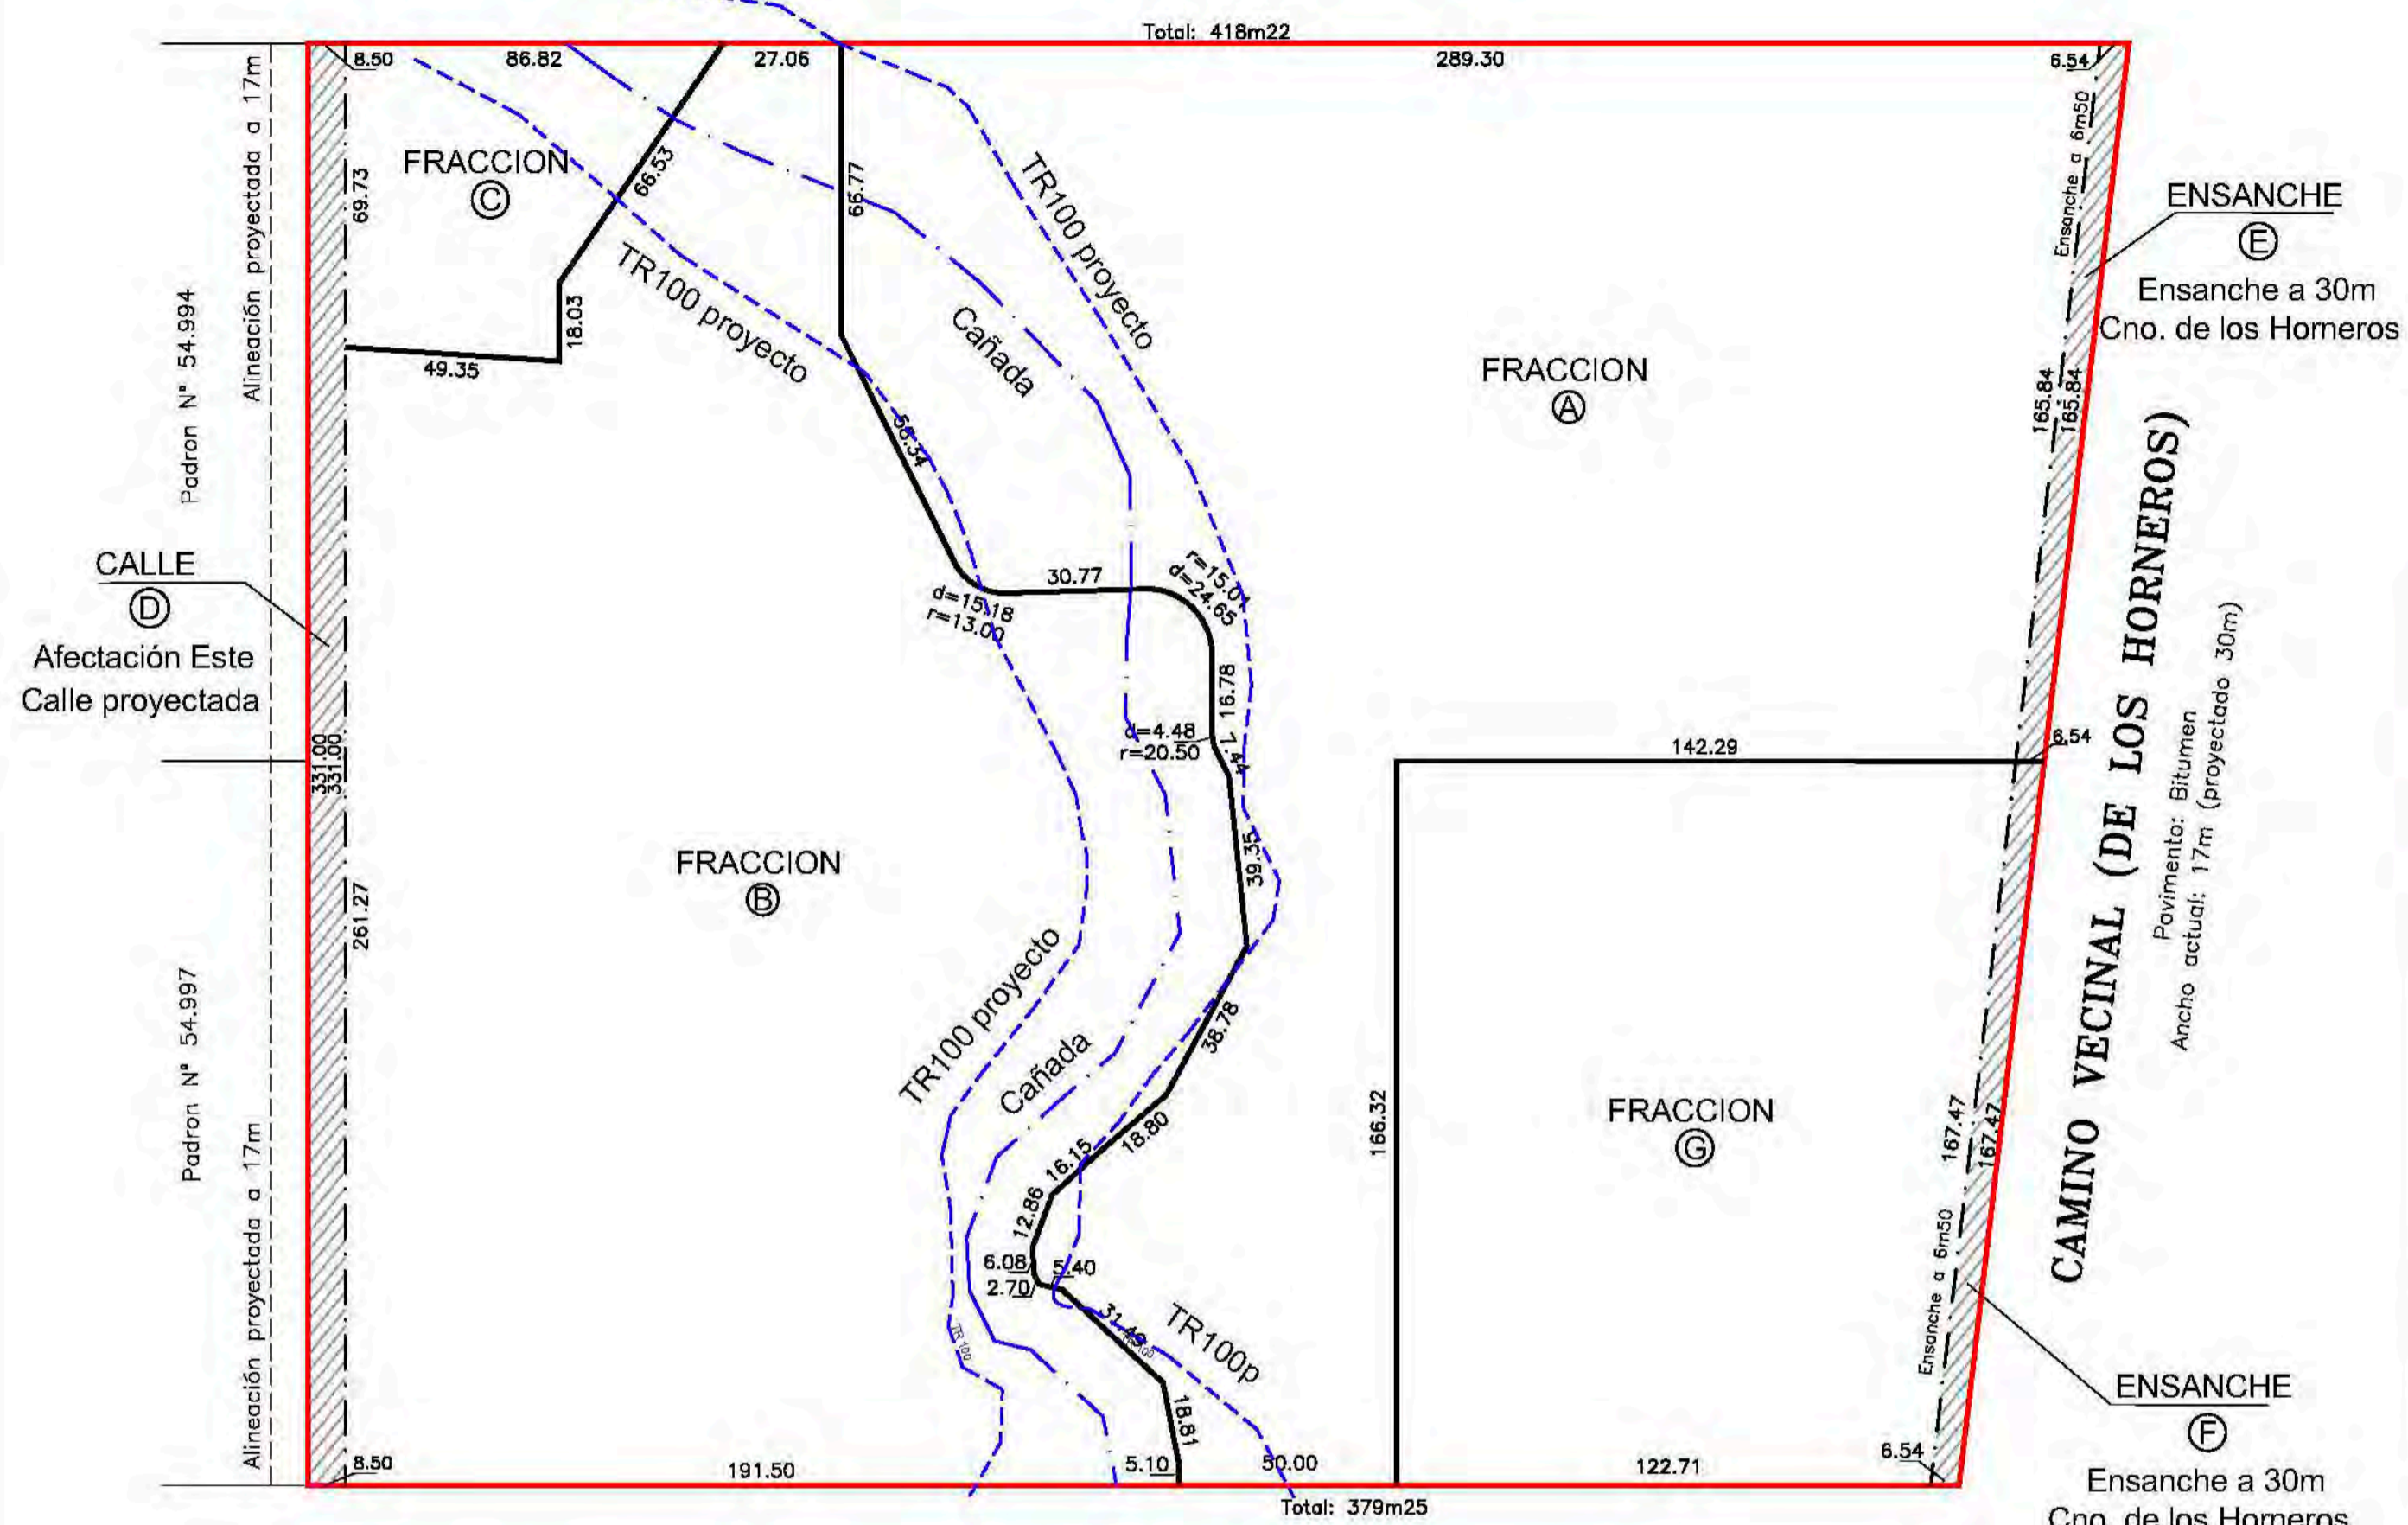 Total: 418m22
8.50
86.82
27.06
289.30
6.54
Alineación proyectada a 17m
69.73
FRACCION
C
66.53
66.77
18.03
49.35
TR100 proyecto
TR100 proyecto
Cañada
FRACCION
A
Ensanche a 6m50
ENSANCHE
E
Ensanche a 30m
Cno. de los Horneros
165.84
165.84
Padron N° 54.994
CALLE
D
Afectación Este
Calle proyectada
331.00
331.00
d=15.18
r=13.00
30.77
r=15.01
d=24.65
16.78
d=4.48
r=20.50
7.44
39.35
142.29
6.54
CAMINO VECINAL (DE LOS HORNEROS)
Pavimento: Bitumen
Ancho actual: 17m (proyectado 30m)
FRACCION
B
261.27
Padron N° 54.997
Alineación proyectada a 17m
TR100 proyecto
Cañada
38.78
18.80
16.15
12.86
6.08
2.70
5.40
TR100
TR100p
18.81
166.32
FRACCION
G
167.47
167.47
Ensanche a 6m50
8.50
191.50
5.10
50.00
122.71
6.54
Total: 379m25
ENSANCHE
F
Ensanche a 30m
Cno. de los Horneros